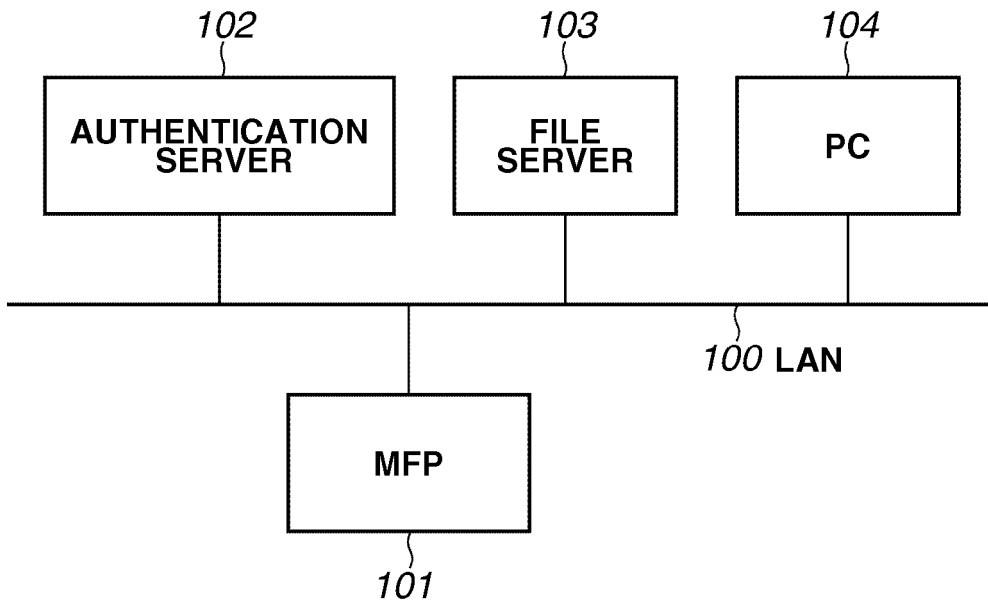 102
103
104
AUTHENTICATION
SERVER
FILE
SERVER
PC
100 LAN
MFP
101